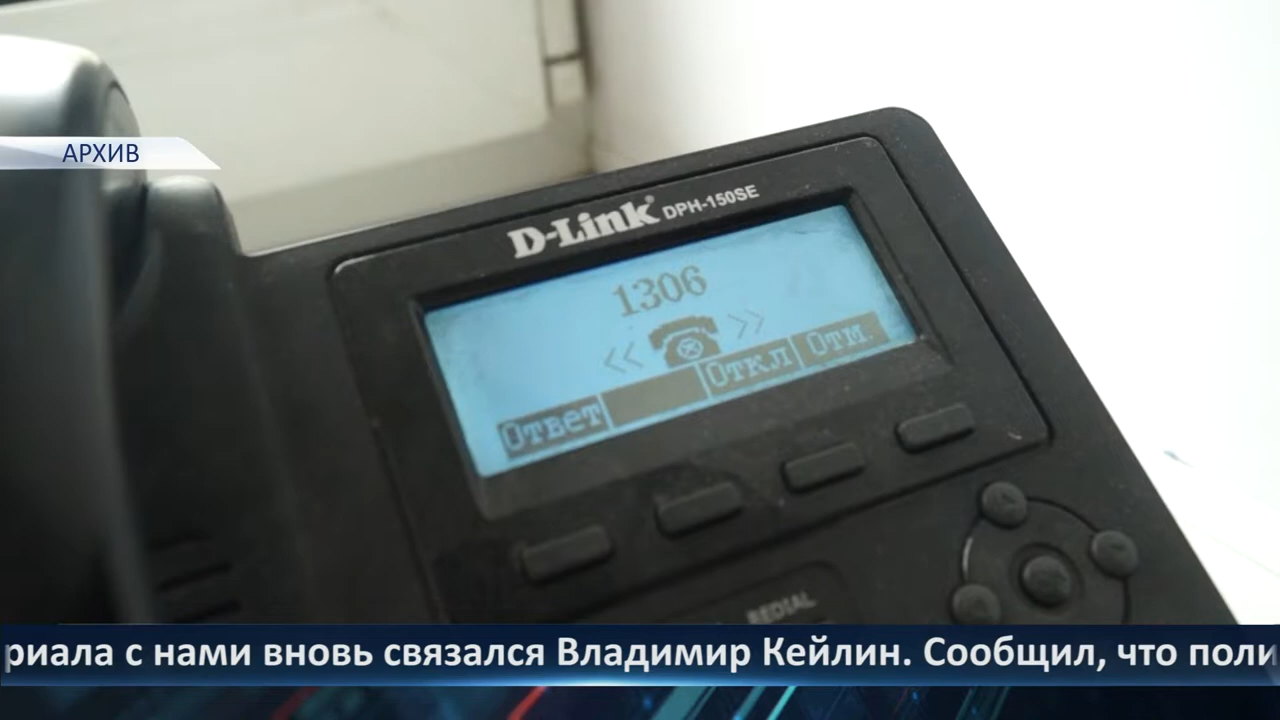 АРХИВ
D-Link DPH-150SE
1306
<< >>
Ответ Откл Отм.
REDIAL
риала с нами вновь связался Владимир Кейлин. Сообщил, что поли